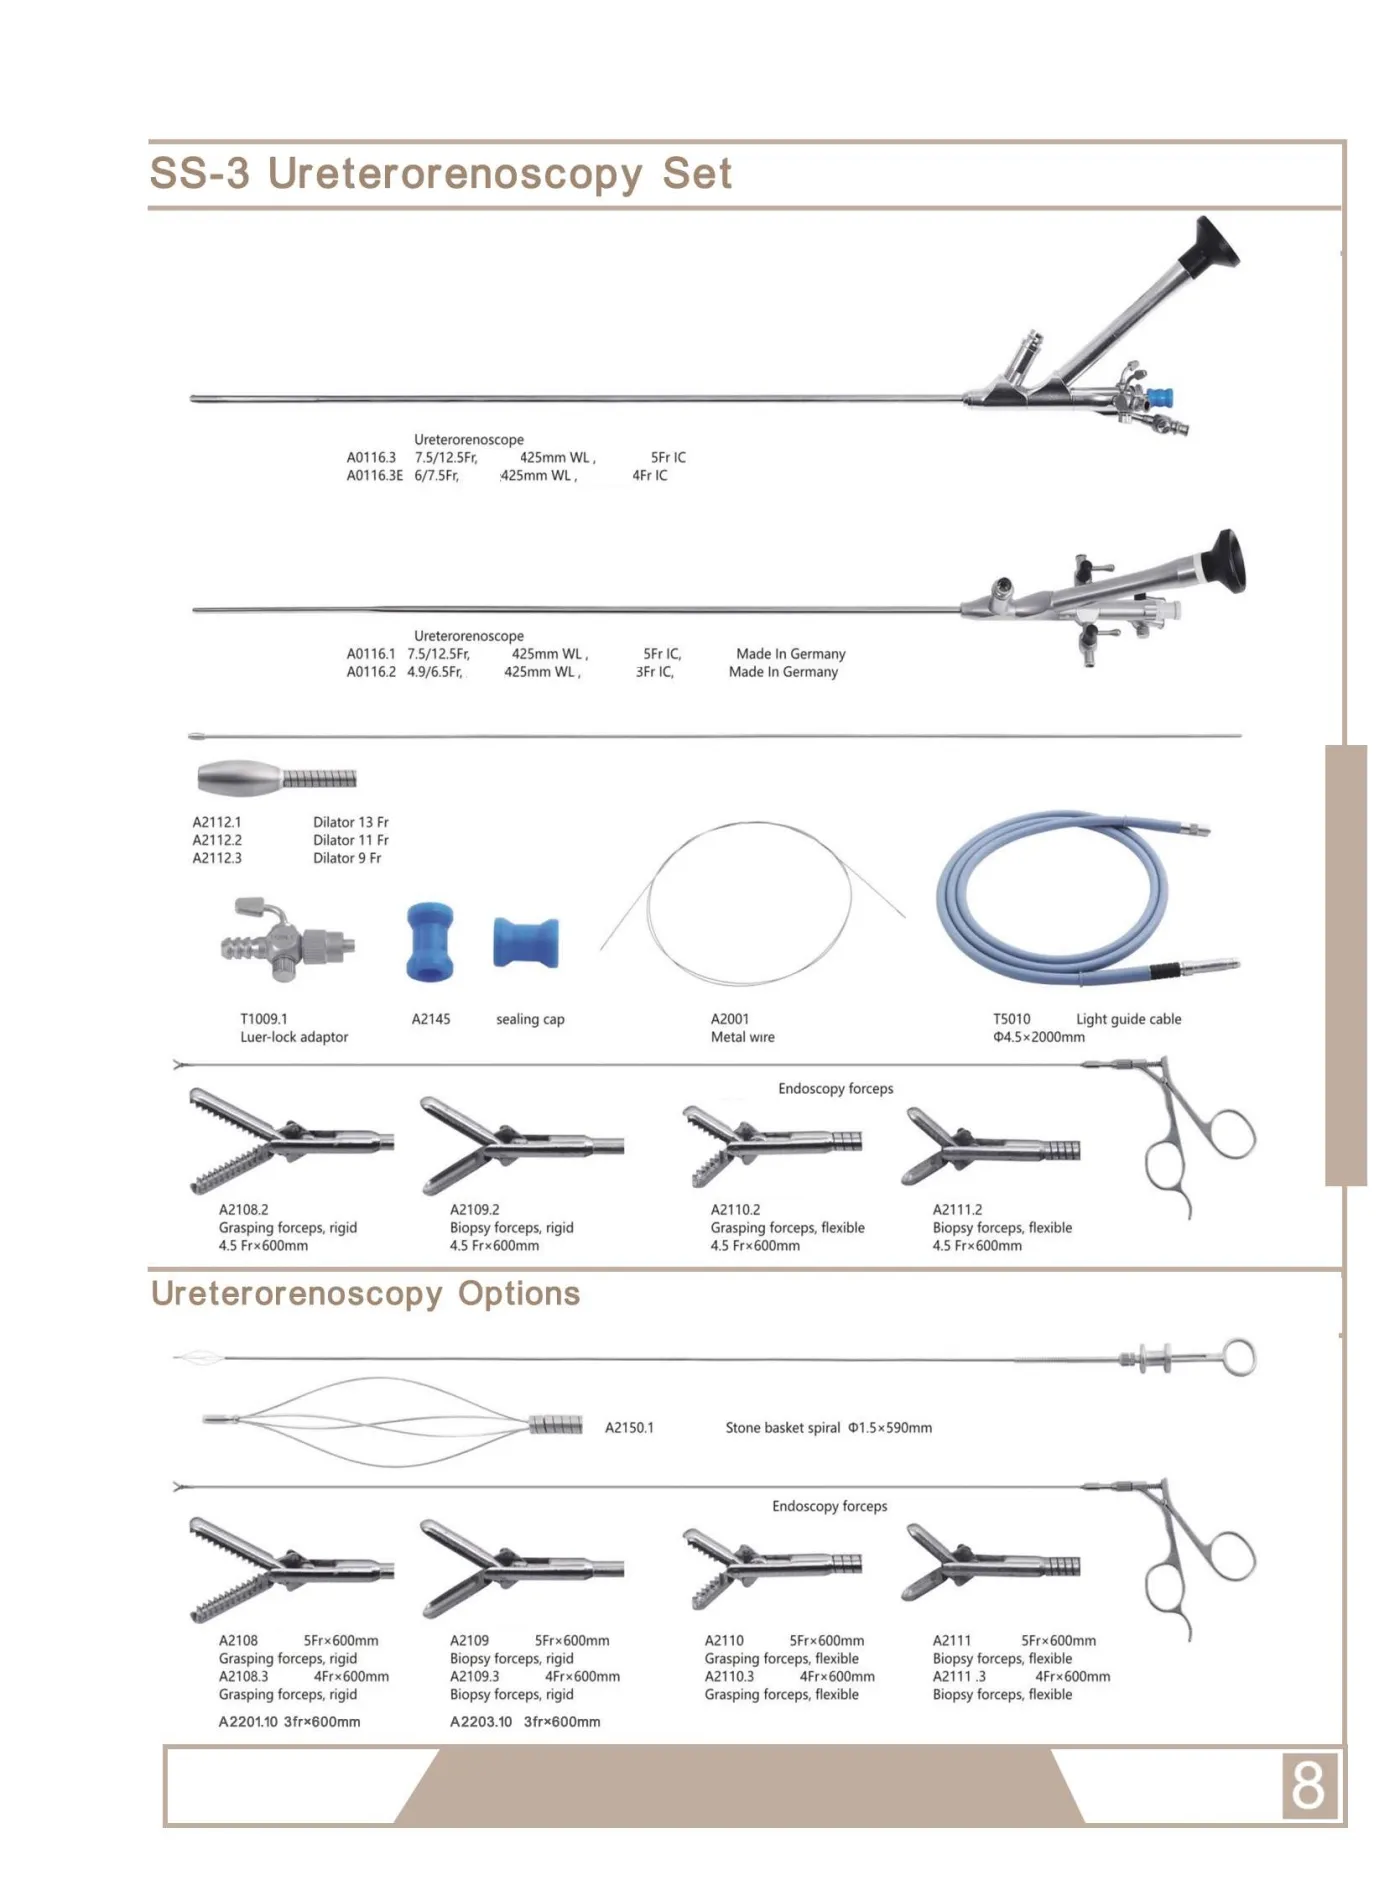 SS-3 Ureterorenoscopy Set
Ureterorenoscope
A0116.3 7.5/12.5Fr, 425mm WL , 5Fr IC
A0116.3E 6/7.5Fr, 425mm WL , 4Fr IC
Ureterorenoscope
A0116.1 7.5/12.5Fr, 425mm WL , 5Fr IC, Made In Germany
A0116.2 4.9/6.5Fr, 425mm WL , 3Fr IC, Made In Germany
A2112.1 Dilator 13 Fr
A2112.2 Dilator 11 Fr
A2112.3 Dilator 9 Fr
T1009.1
Luer-lock adaptor
A2145 sealing cap
A2001
Metal wire
T5010 Light guide cable
Φ4.5×2000mm
Endoscopy forceps
A2108.2
Grasping forceps, rigid
4.5 Fr×600mm
A2109.2
Biopsy forceps, rigid
4.5 Fr×600mm
A2110.2
Grasping forceps, flexible
4.5 Fr×600mm
A2111.2
Biopsy forceps, flexible
4.5 Fr×600mm
Ureterorenoscopy Options
A2150.1 Stone basket spiral Φ1.5×590mm
Endoscopy forceps
A2108 5Fr×600mm
Grasping forceps, rigid
A2108.3 4Fr×600mm
Grasping forceps, rigid
A2201.10 3fr×600mm
A2109 5Fr×600mm
Biopsy forceps, rigid
A2109.3 4Fr×600mm
Biopsy forceps, rigid
A2203.10 3fr×600mm
A2110 5Fr×600mm
Grasping forceps, flexible
A2110.3 4Fr×600mm
Grasping forceps, flexible
A2111 5Fr×600mm
Biopsy forceps, flexible
A2111 .3 4Fr×600mm
Biopsy forceps, flexible
8